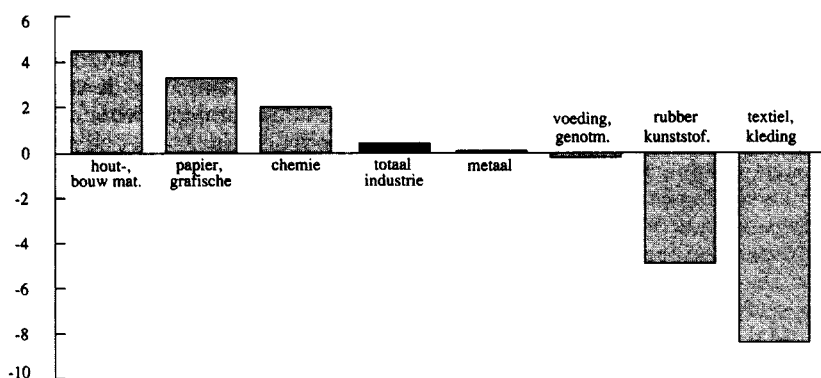 6
4
2
0
-2
-4
-6
-8
-10
hout-,
bouw mat.
papier,
grafische
chemie
totaal
industrie
metaal
voeding,
genotm.
rubber
kunststof.
textiel,
kleding